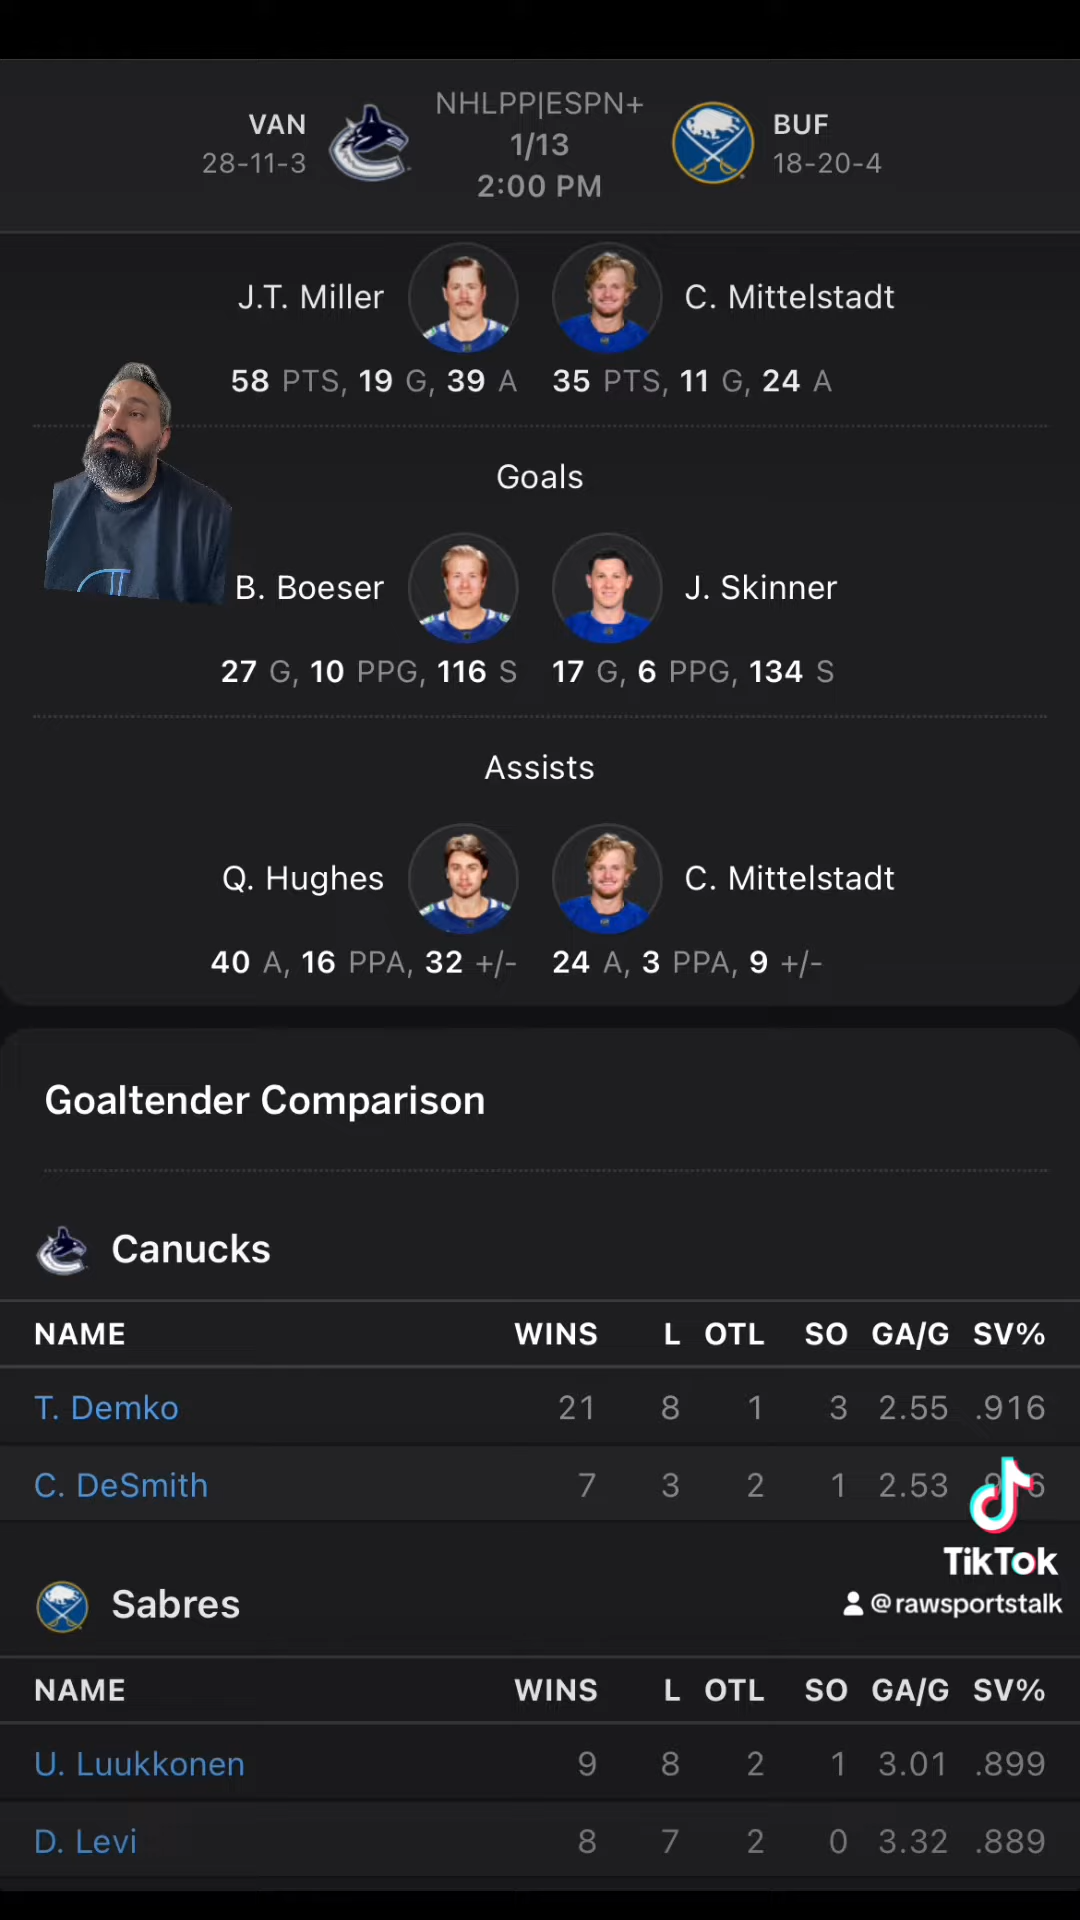 NHLPP|ESPN+
VAN 1/13 BUF
28-11-3 2:00 PM 18-20-4
J.T. Miller C. Mittelstadt
58 PTS, 19 G, 39 A 35 PTS, 11 G, 24 A
Goals
B. Boeser J. Skinner
27 G, 10 PPG, 116 S 17 G, 6 PPG, 134 S
Assists
Q. Hughes C. Mittelstadt
40 A, 16 PPA, 32 +/- 24 A, 3 PPA, 9 +/-
Goaltender Comparison
Canucks
NAME WINS L OTL SO GA/G SV%
T. Demko 21 8 1 3 2.55 .916
C. DeSmith 7 3 2 1 2.53
TikTok
@rawsportstalk
Sabres
NAME WINS L OTL SO GA/G SV%
U. Luukkonen 9 8 2 1 3.01 .899
D. Levi 8 7 2 0 3.32 .889